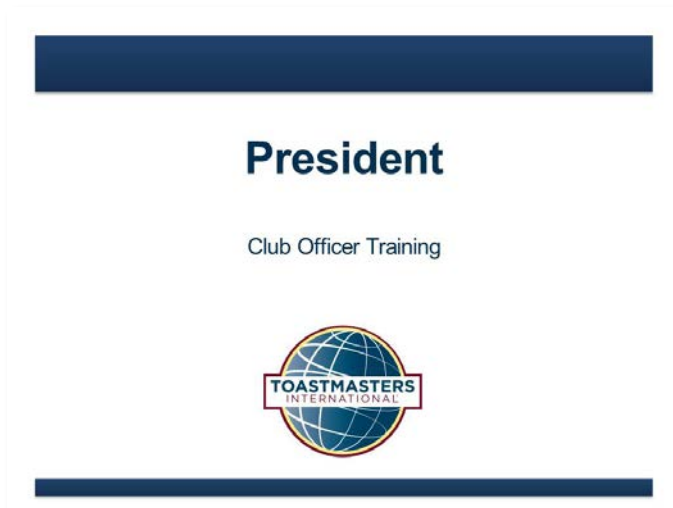 President
Club Officer Training
TOASTMASTERS
INTERNATIONAL